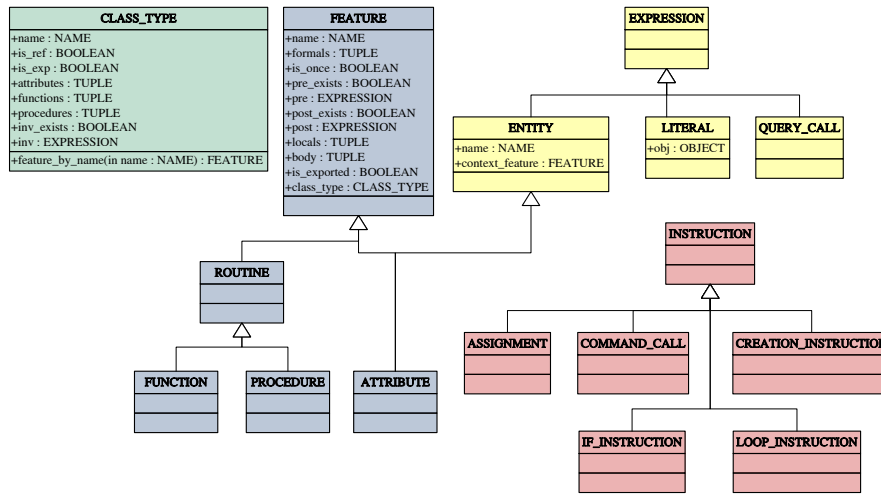 CLASS_TYPE
+name : NAME
+is_ref : BOOLEAN
+is_exp : BOOLEAN
+attributes : TUPLE
+functions : TUPLE
+procedures : TUPLE
+inv_exists : BOOLEAN
+inv : EXPRESSION
+feature_by_name(in name : NAME) : FEATURE
FEATURE
+name : NAME
+formals : TUPLE
+is_once : BOOLEAN
+pre_exists : BOOLEAN
+pre : EXPRESSION
+post_exists : BOOLEAN
+post : EXPRESSION
+locals : TUPLE
+body : TUPLE
+is_exported : BOOLEAN
+class_type : CLASS_TYPE
EXPRESSION
ENTITY
+name : NAME
+context_feature : FEATURE
LITERAL
+obj : OBJECT
QUERY_CALL
ROUTINE
INSTRUCTION
FUNCTION
PROCEDURE
ATTRIBUTE
ASSIGNMENT
COMMAND_CALL
CREATION_INSTRUCTION
IF_INSTRUCTION
LOOP_INSTRUCTION